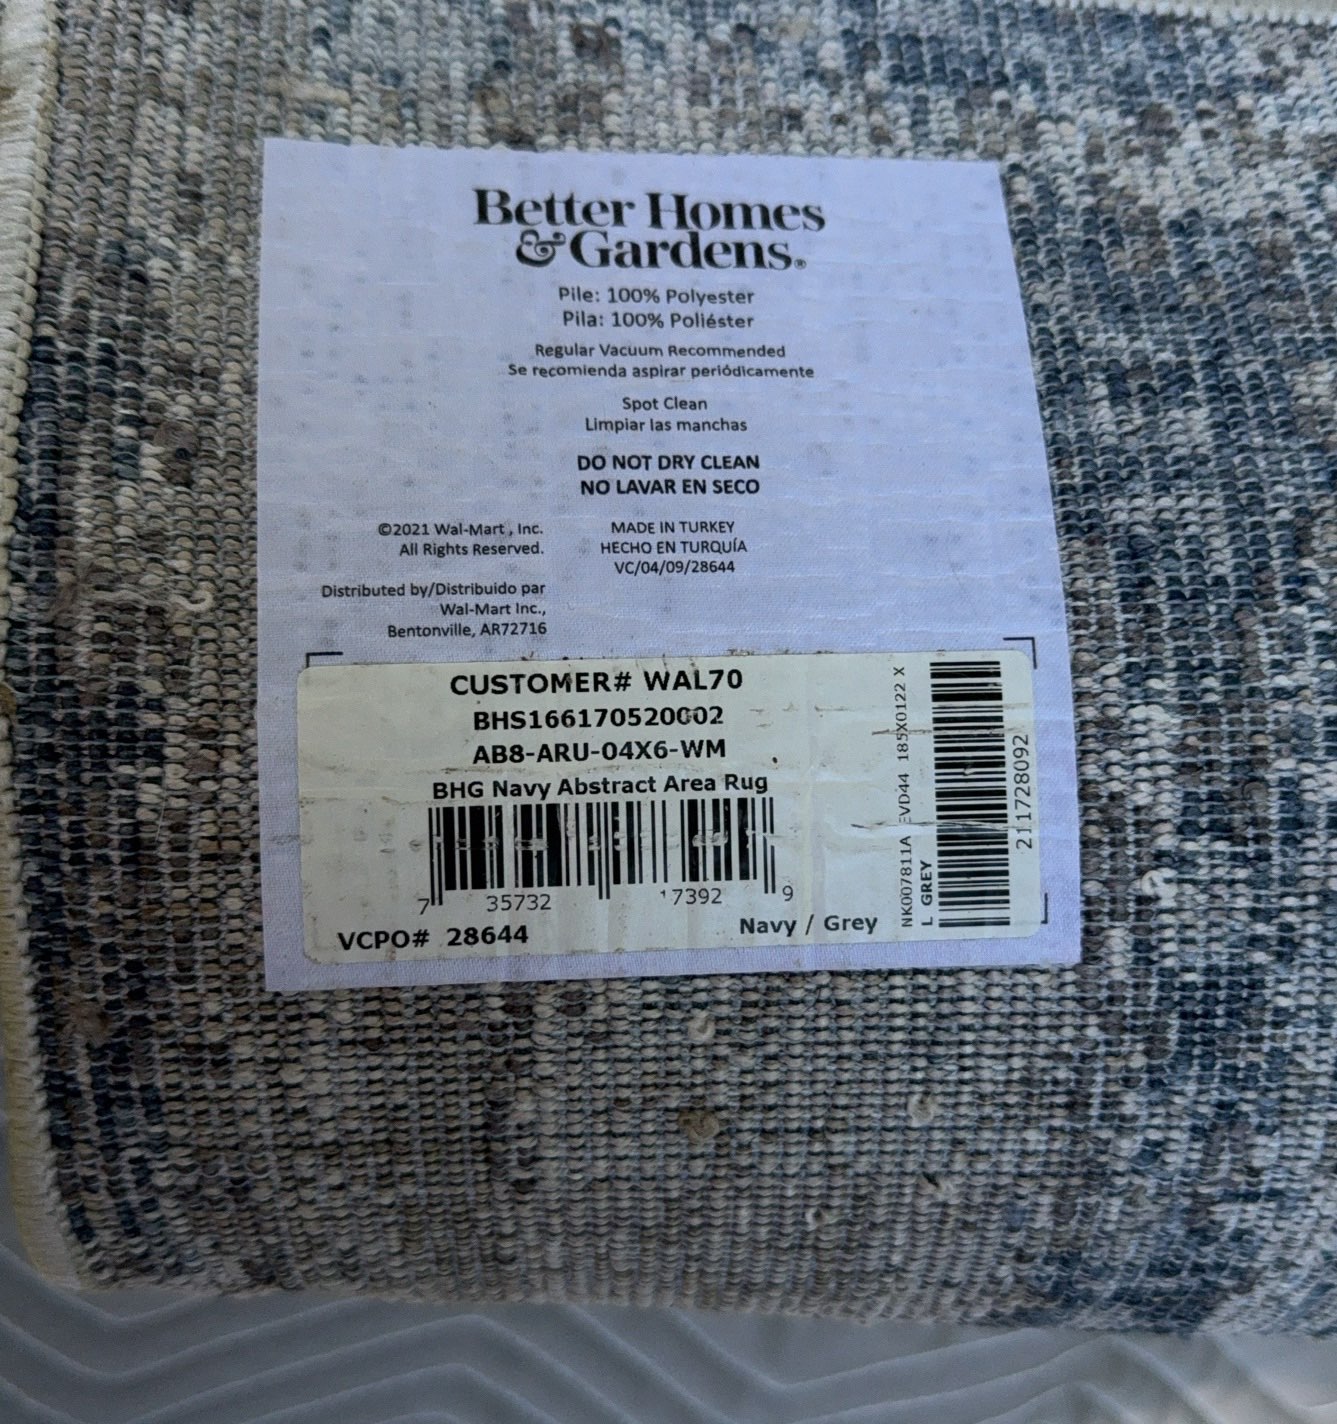 Better Homes
& Gardens®
Pile: 100% Polyester
Pila: 100% Poliéster
Regular Vacuum Recommended
Se recomienda aspirar periódicamente
Spot Clean
Limpiar las manchas
DO NOT DRY CLEAN
NO LAVAR EN SECO
©2021 Wal-Mart , Inc.
All Rights Reserved.
Distributed by/Distribuido par
Wal-Mart Inc.,
Bentonville, AR72716
MADE IN TURKEY
HECHO EN TURQUÍA
VC/04/09/28644
CUSTOMER# WAL70
BHS166170520002
AB8-ARU-04X6-WM
BHG Navy Abstract Area Rug
7 35732 17392 9
VCPO# 28644
Navy / Grey
NK007811A EVD444 185X0122 X
L GREY
211728092